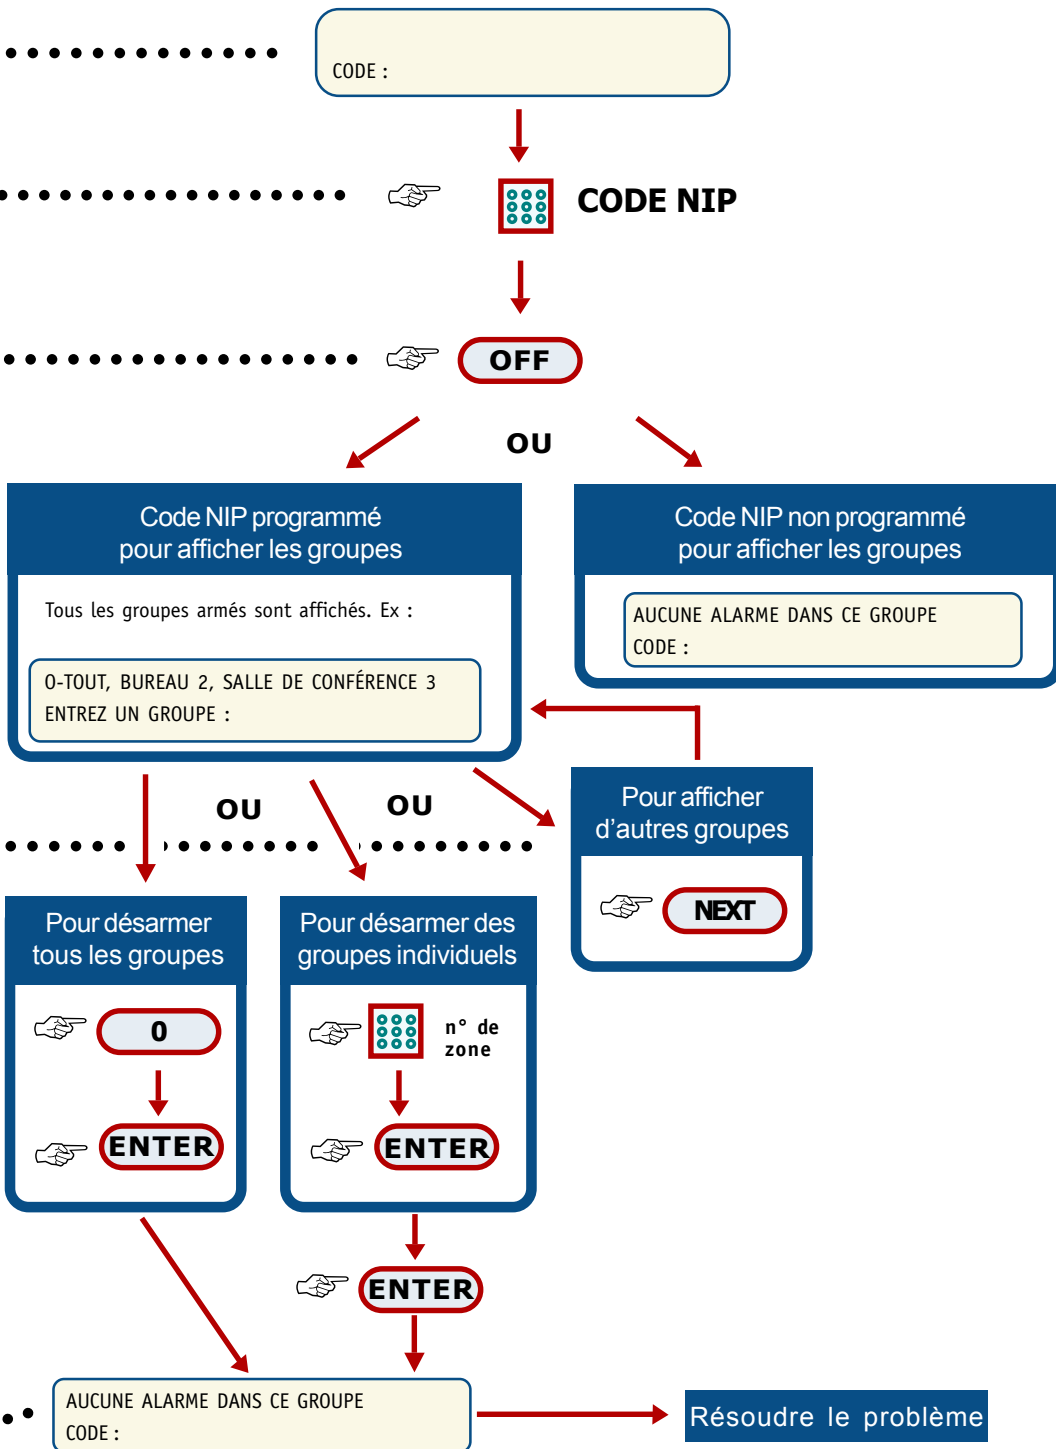 CODE :
CODE NIP
OFF
OU
Code NIP programmé
pour afficher les groupes
Tous les groupes armés sont affichés. Ex :
O-TOUT, BUREAU 2, SALLE DE CONFÉRENCE 3
ENTREZ UN GROUPE :
Code NIP non programmé
pour afficher les groupes
AUCUNE ALARME DANS CE GROUPE
CODE :
OU
OU
Pour afficher
d’autres groupes
NEXT
Pour désarmer
tous les groupes
0
ENTER
Pour désarmer des
groupes individuels
n° de
zone
ENTER
ENTER
AUCUNE ALARME DANS CE GROUPE
CODE :
Résoudre le problème